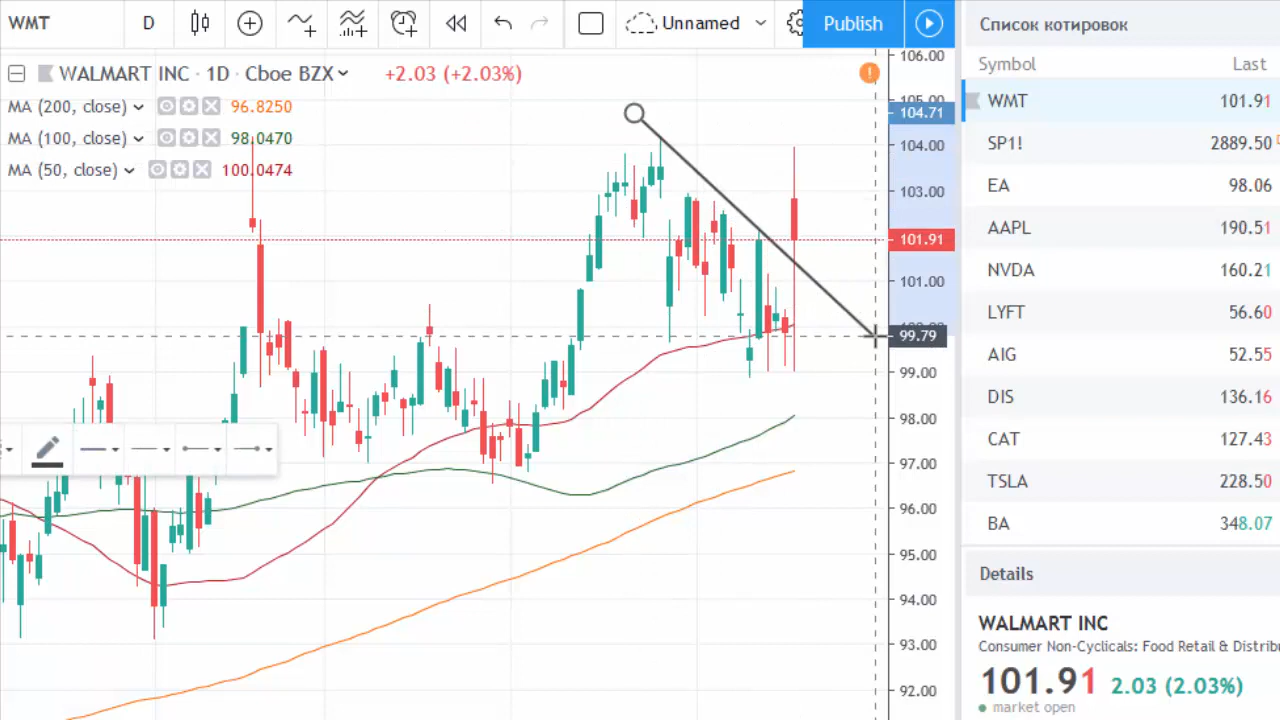 WMT D Unnamed Publish
WALMART INC · 1D · Cboe BZX +2.03 (+2.03%)
MA (200, close) 96.8250
MA (100, close) 98.0470
MA (50, close) 100.0474
106.00
104.71
104.00
103.00
101.91
101.00
99.79
99.00
98.00
97.00
96.00
95.00
94.00
93.00
92.00
Список котировок
Symbol Last
WMT 101.91
SP1! 2889.50
EA 98.06
AAPL 190.51
NVDA 160.21
LYFT 56.60
AIG 52.55
DIS 136.16
CAT 127.43
TSLA 228.50
BA 348.07
Details
WALMART INC
Consumer Non-Cyclicals: Food Retail & Distribu
101.91 2.03 (2.03%)
market open